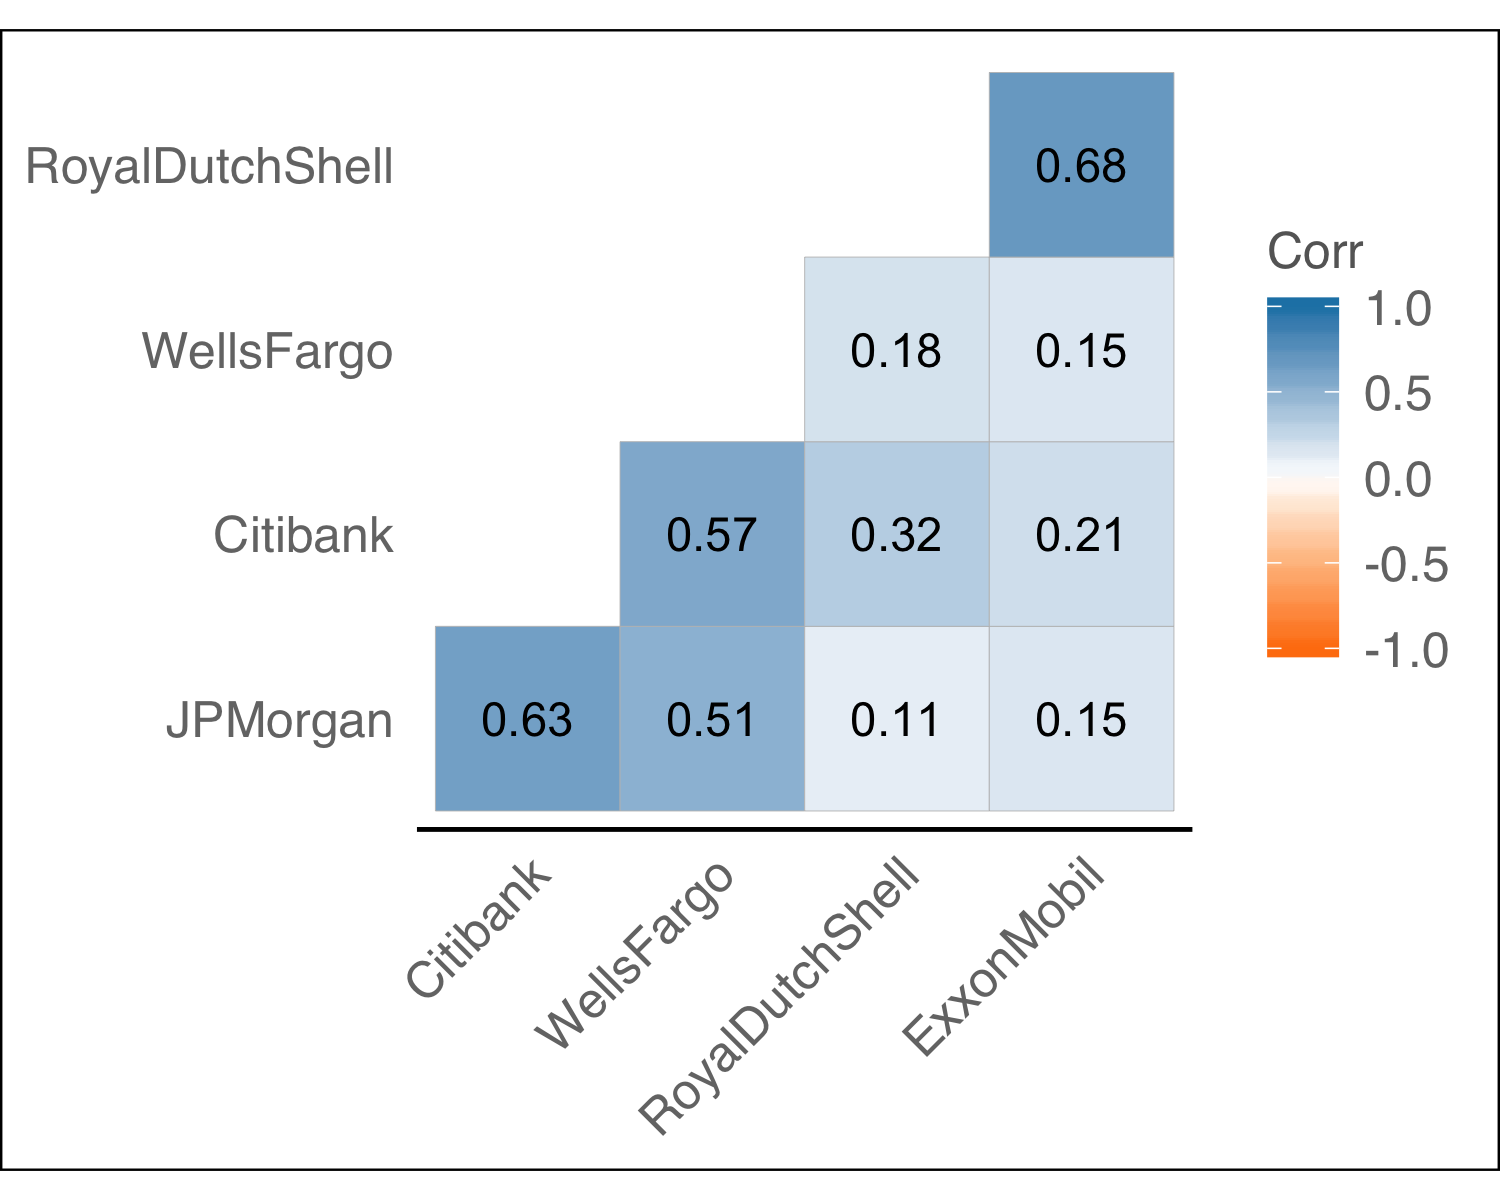 RoyalDutchShell
0.68
WellsFargo
0.18 0.15
Citibank
0.57 0.32 0.21
JPMorgan
0.63 0.51 0.11 0.15
Citibank
WellsFargo
RoyalDutchShell
ExxonMobil
Corr
1.0
0.5
0.0
-0.5
-1.0